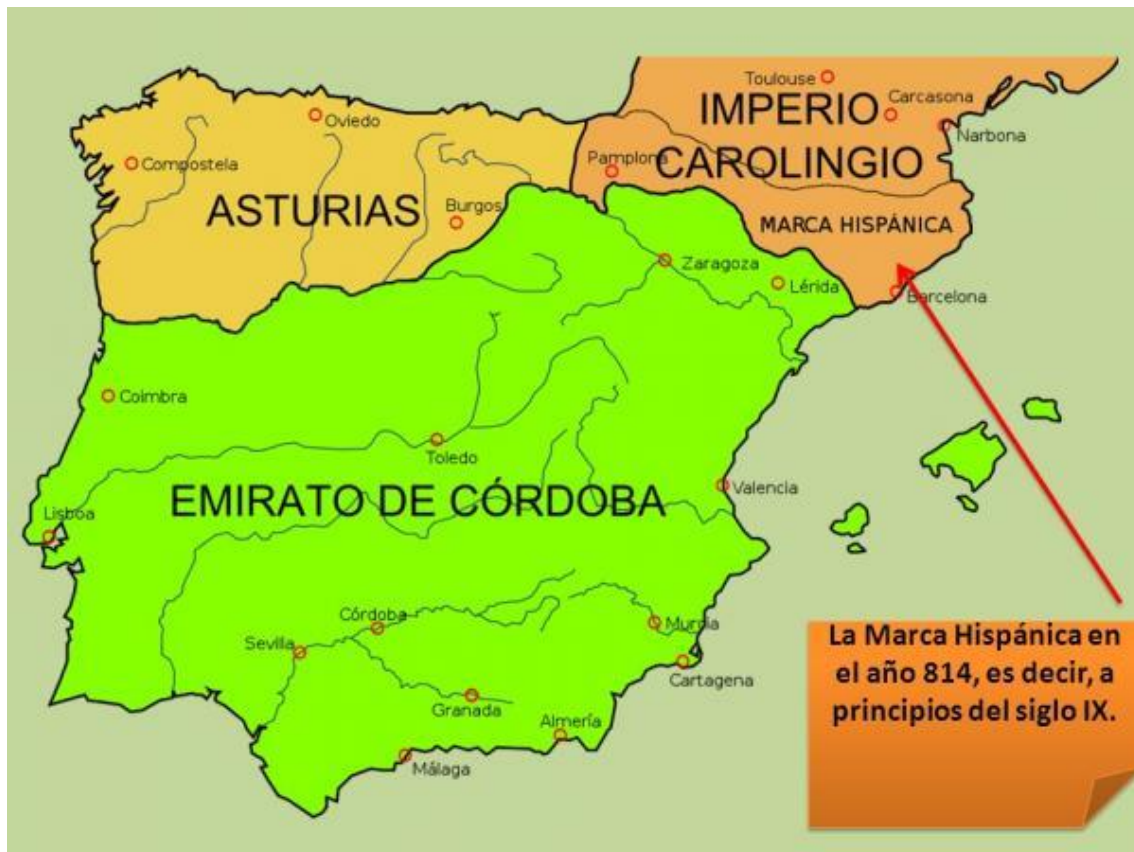 Toulouse
IMPERIO
Carcasona
Narbona
CAROLINGIO
Pamplona
MARCA HISPÁNICA
Oviedo
Compostela
ASTURIAS
Burgos
Zaragoza
Lérida
Barcelona
Coimbra
Toledo
EMIRATO DE CÓRDOBA
Valencia
Lisboa
Córdoba
Sevilla
Murcia
Cartagena
Granada
Almería
Málaga
La Marca Hispánica en
el año 814, es decir, a
principios del siglo IX.